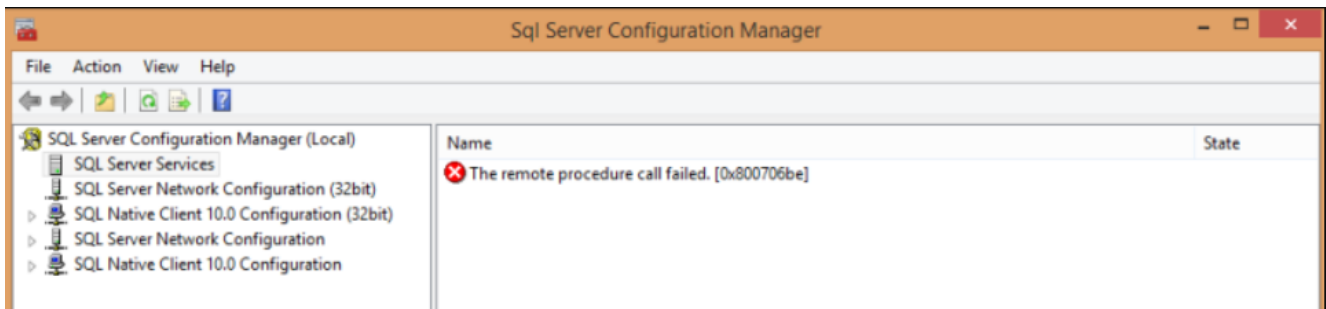 Sql Server Configuration Manager
File Action View Help
SQL Server Configuration Manager (Local)
SQL Server Services
SQL Server Network Configuration (32bit)
SQL Native Client 10.0 Configuration (32bit)
SQL Server Network Configuration
SQL Native Client 10.0 Configuration
Name State
The remote procedure call failed. [0x800706be]